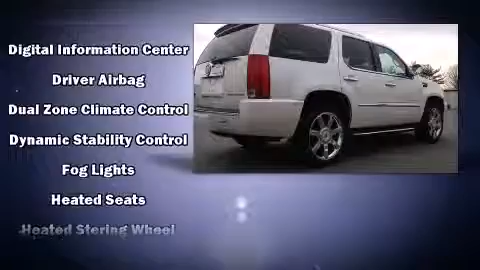 Digital Information Center
Driver Airbag
Dual Zone Climate Control
Dynamic Stability Control
Fog Lights
Heated Seats
Heated Stering Wheel